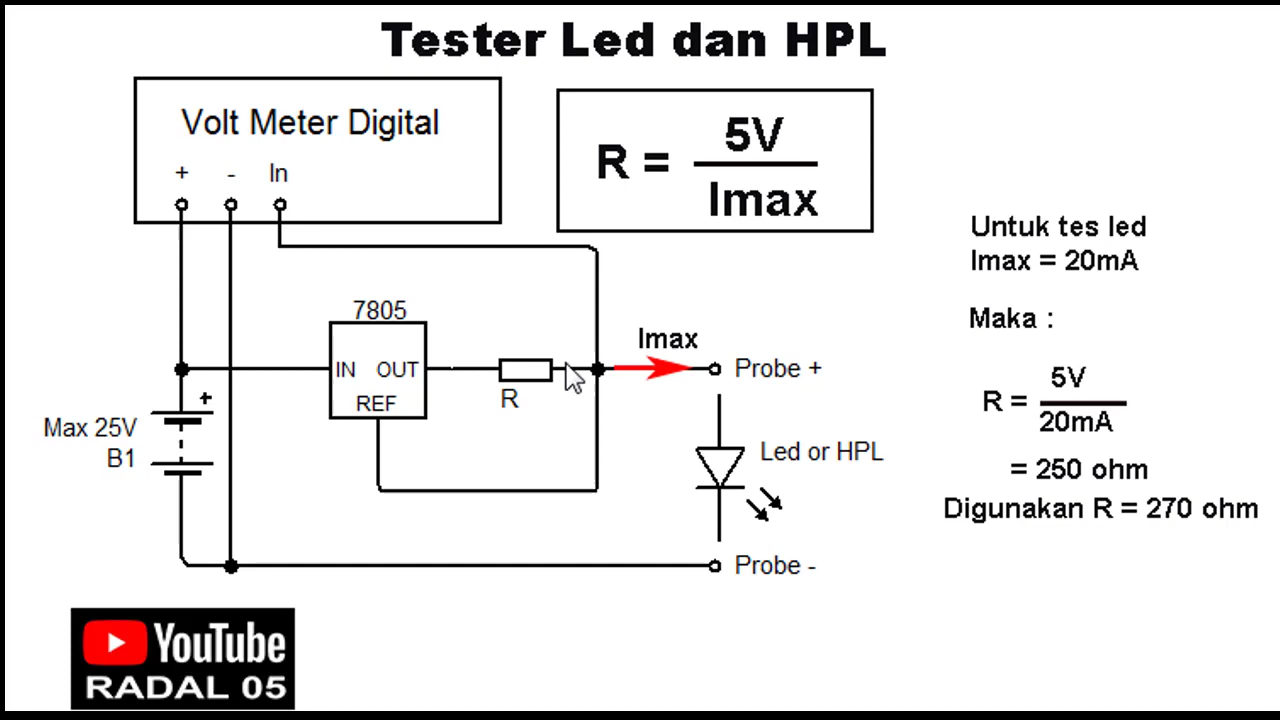 Tester Led dan HPL
Volt Meter Digital
+ - In
R = 5V
Imax
Untuk tes led
Imax = 20mA
Maka :
R = 5V
20mA
= 250 ohm
Digunakan R = 270 ohm
7805
IN OUT
REF
R
Imax
Probe +
+
Max 25V
B1
Led or HPL
Probe -
YouTube
RADAL 05